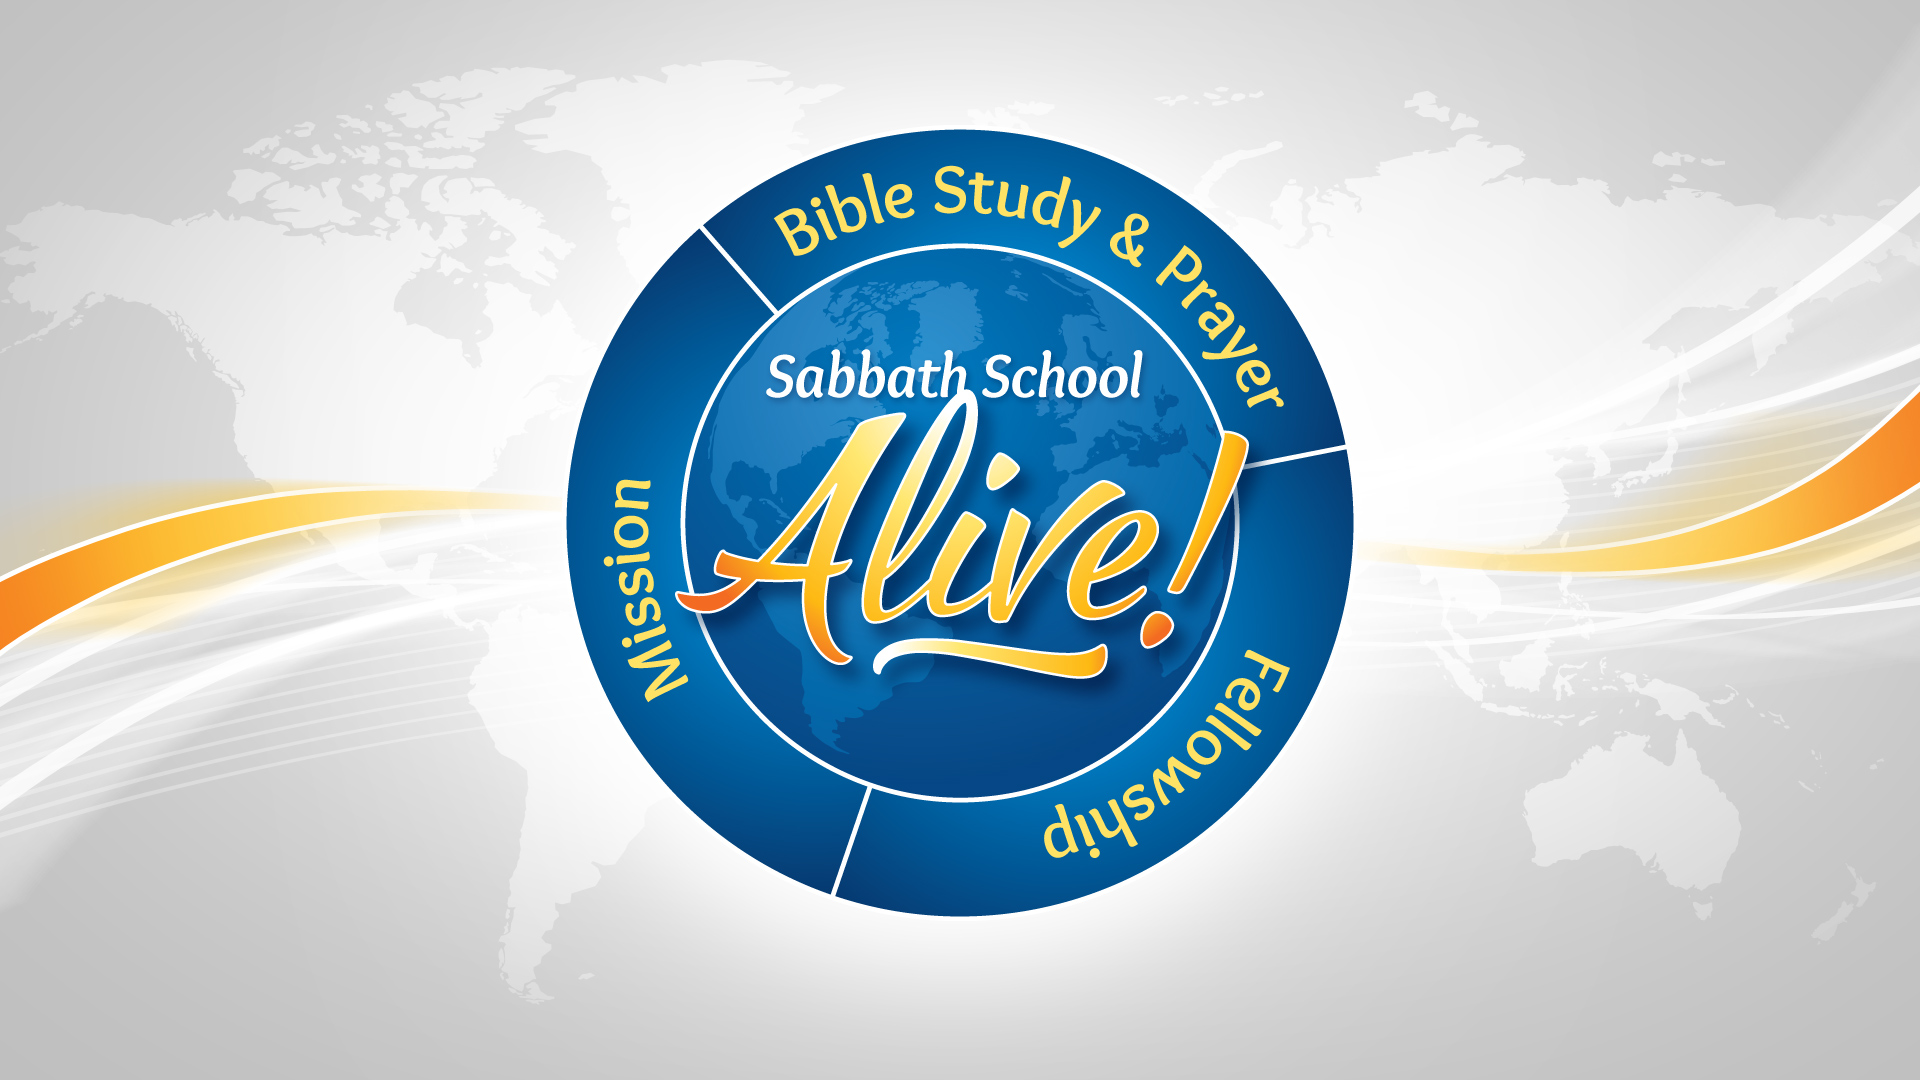 Bible Study & Prayer
Sabbath School
Alive!
Mission
Fellowship